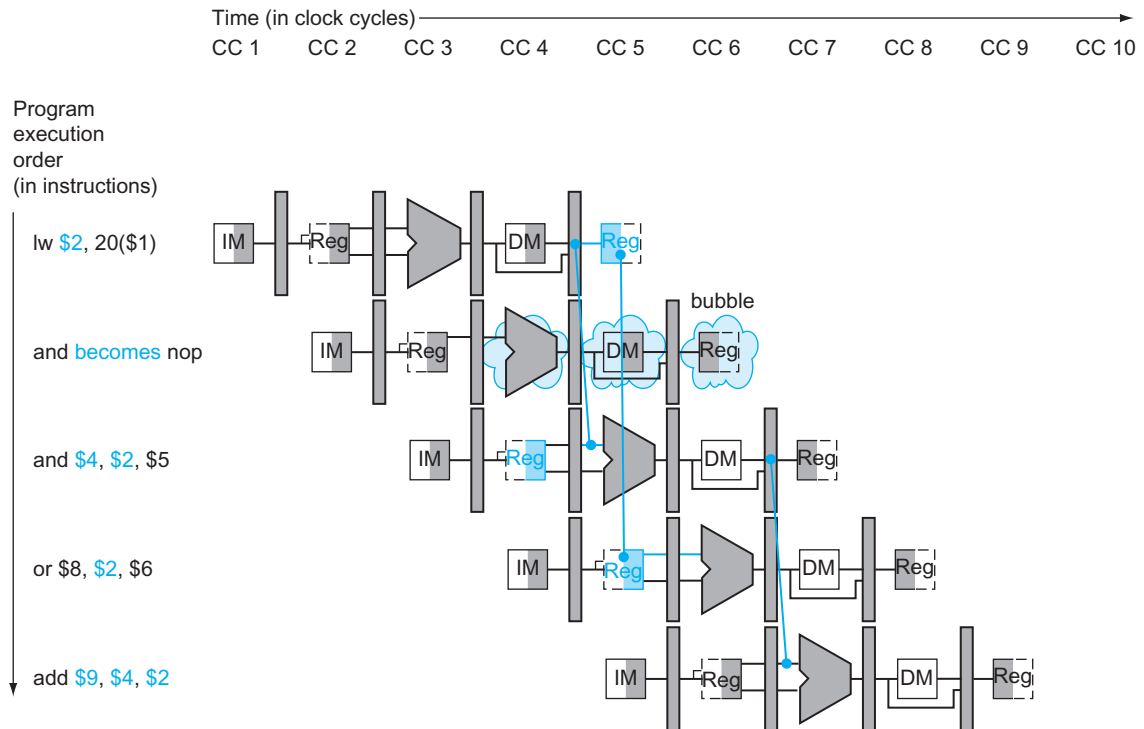 Time (in clock cycles)
CC 1 CC 2 CC 3 CC 4 CC 5 CC 6 CC 7 CC 8 CC 9 CC 10
Program
execution
order
(in instructions)
lw $2, 20($1)
IM Reg DM Reg
bubble
and becomes nop
IM Reg DM Reg
and $4, $2, $5
IM Reg DM Reg
or $8, $2, $6
IM Reg DM Reg
add $9, $4, $2
IM Reg DM Reg